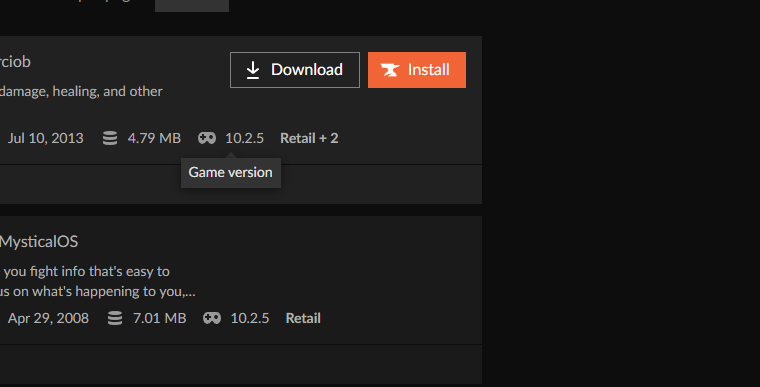 rciob
Download
Install
damage, healing, and other
Jul 10, 2013 4.79 MB 10.2.5 Retail + 2
Game version
MysticalOS
you fight info that's easy to
us on what's happening to you,...
Apr 29, 2008 7.01 MB 10.2.5 Retail